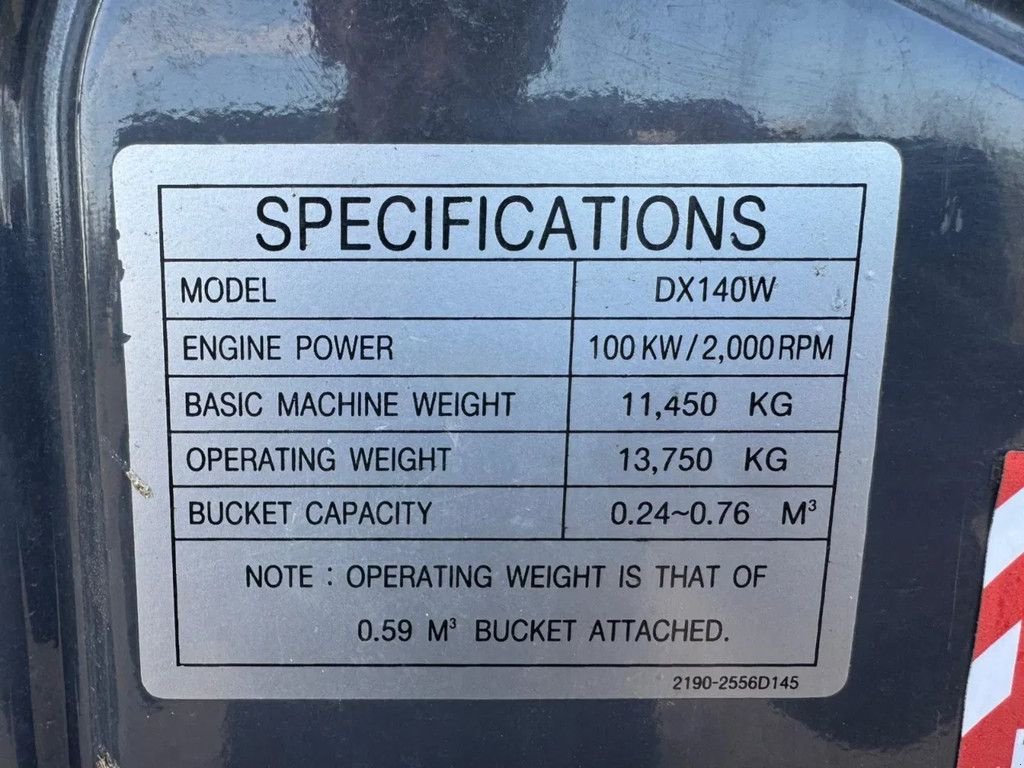 SPECIFICATIONS
MODEL DX140W
ENGINE POWER 100 KW/2,000RPM
BASIC MACHINE WEIGHT 11,450 KG
OPERATING WEIGHT 13,750 KG
BUCKET CAPACITY 0.24~0.76 M³
NOTE : OPERATING WEIGHT IS THAT OF
0.59 M³ BUCKET ATTACHED.
2190-2556D145